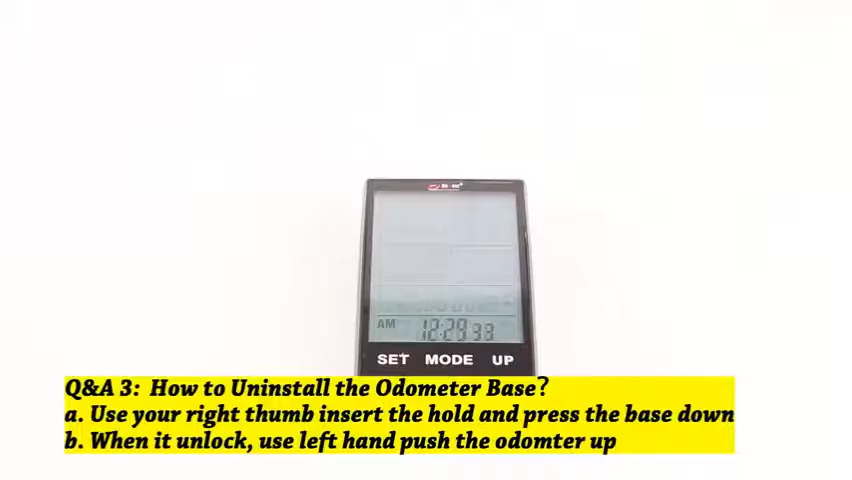 AM 12:29 33
SET MODE UP
Q&A 3: How to Uninstall the Odometer Base?
a. Use your right thumb insert the hold and press the base down
b. When it unlock, use left hand push the odomter up